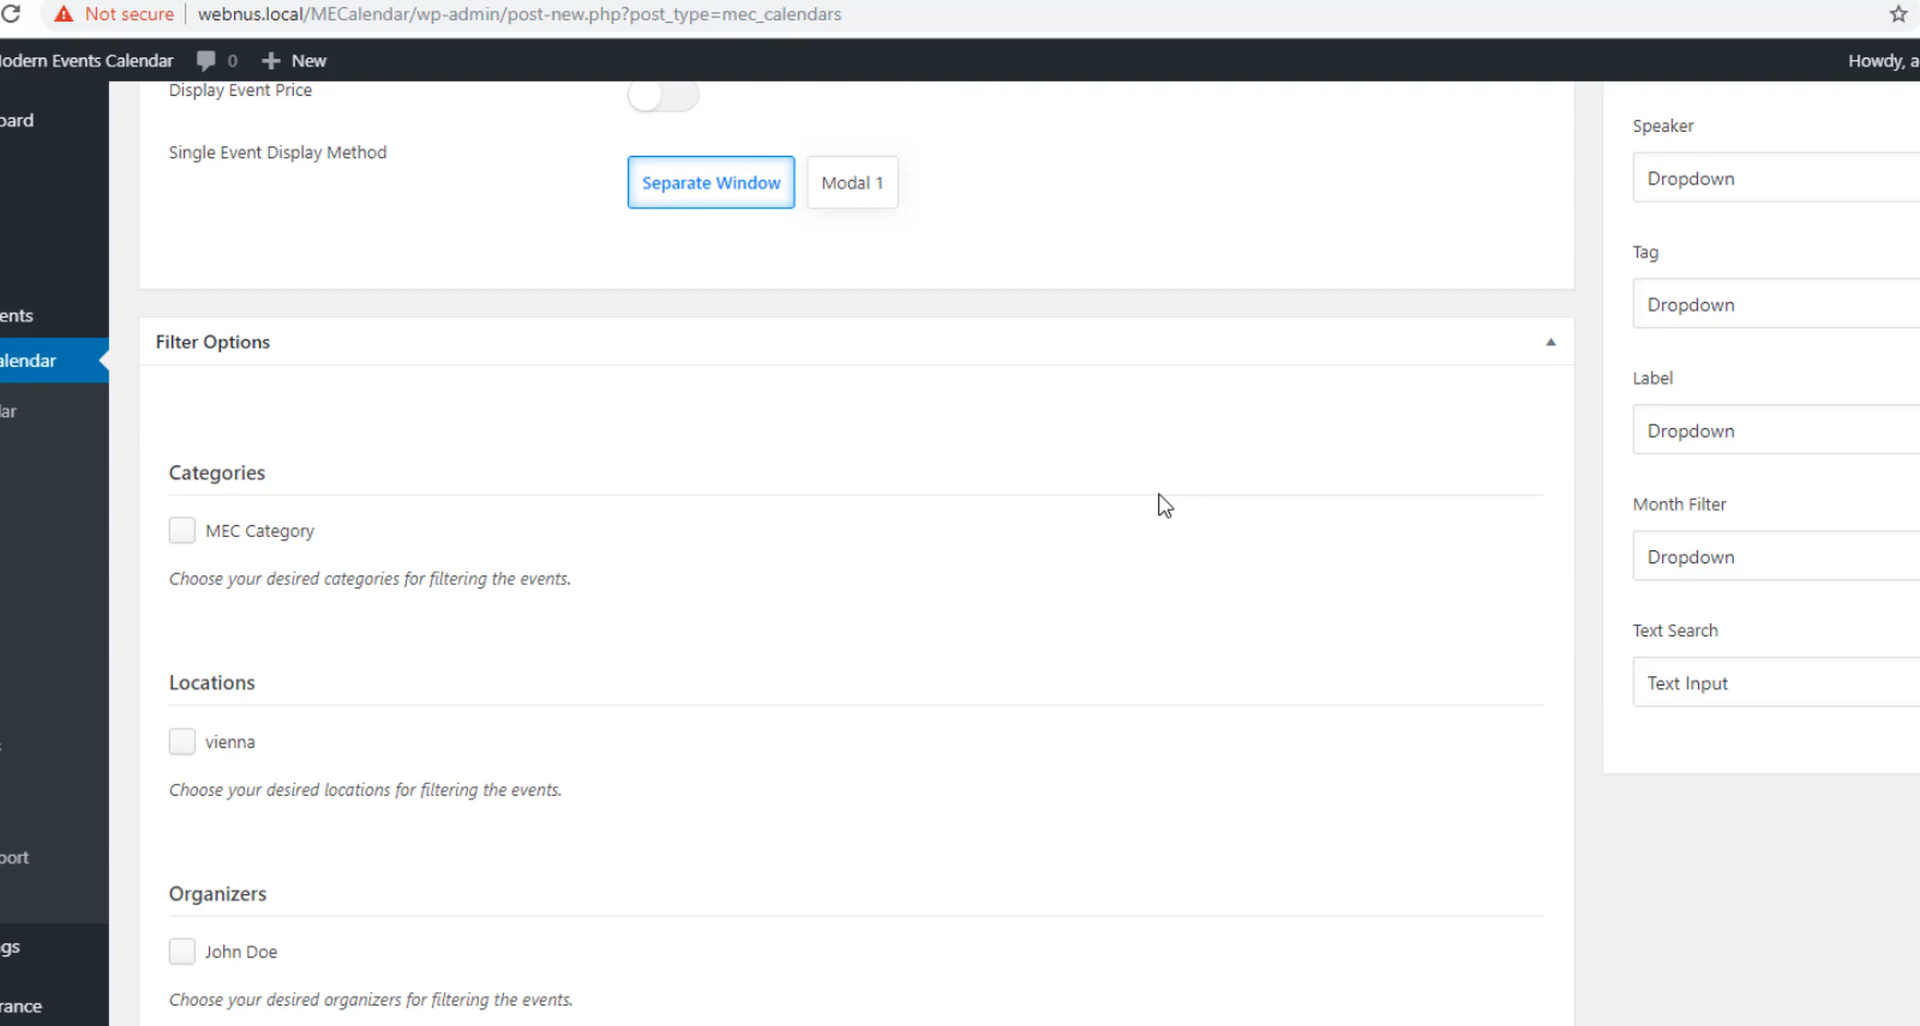 Not secure webnus.local/MECalendar/wp-admin/post-new.php?post_type=mec_calendars
odern Events Calendar 0 New Howdy, a
Display Event Price
oard
Speaker
Single Event Display Method
Separate Window Modal 1
Dropdown
Tag
Dropdown
ents
Filter Options
alendar
Label
lar
Dropdown
Categories
Month Filter
MEC Category
Dropdown
Choose your desired categories for filtering the events.
Text Search
Locations
Text Input
vienna
Choose your desired locations for filtering the events.
port
Organizers
gs
John Doe
Choose your desired organizers for filtering the events.
rance